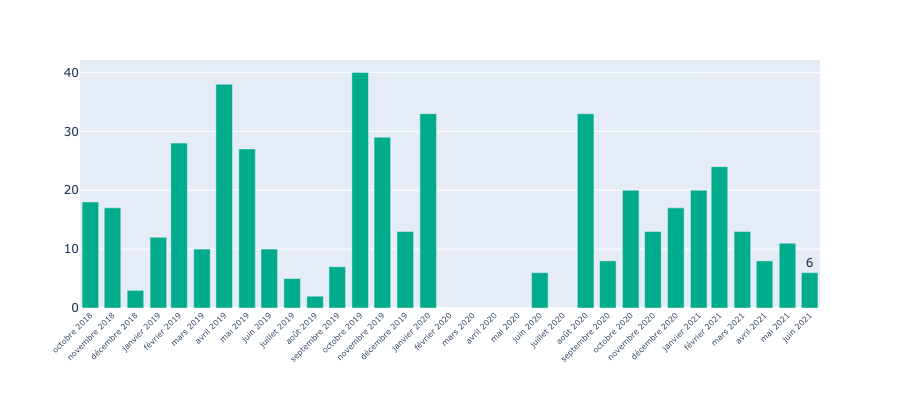 40
30
20
10
0
6
octobre 2018
novembre 2018
décembre 2018
janvier 2019
février 2019
mars 2019
avril 2019
mai 2019
juin 2019
juillet 2019
août 2019
septembre 2019
octobre 2019
novembre 2019
décembre 2019
janvier 2020
février 2020
mars 2020
avril 2020
mai 2020
juin 2020
juillet 2020
août 2020
septembre 2020
octobre 2020
novembre 2020
décembre 2020
janvier 2021
février 2021
mars 2021
avril 2021
mai 2021
juin 2021